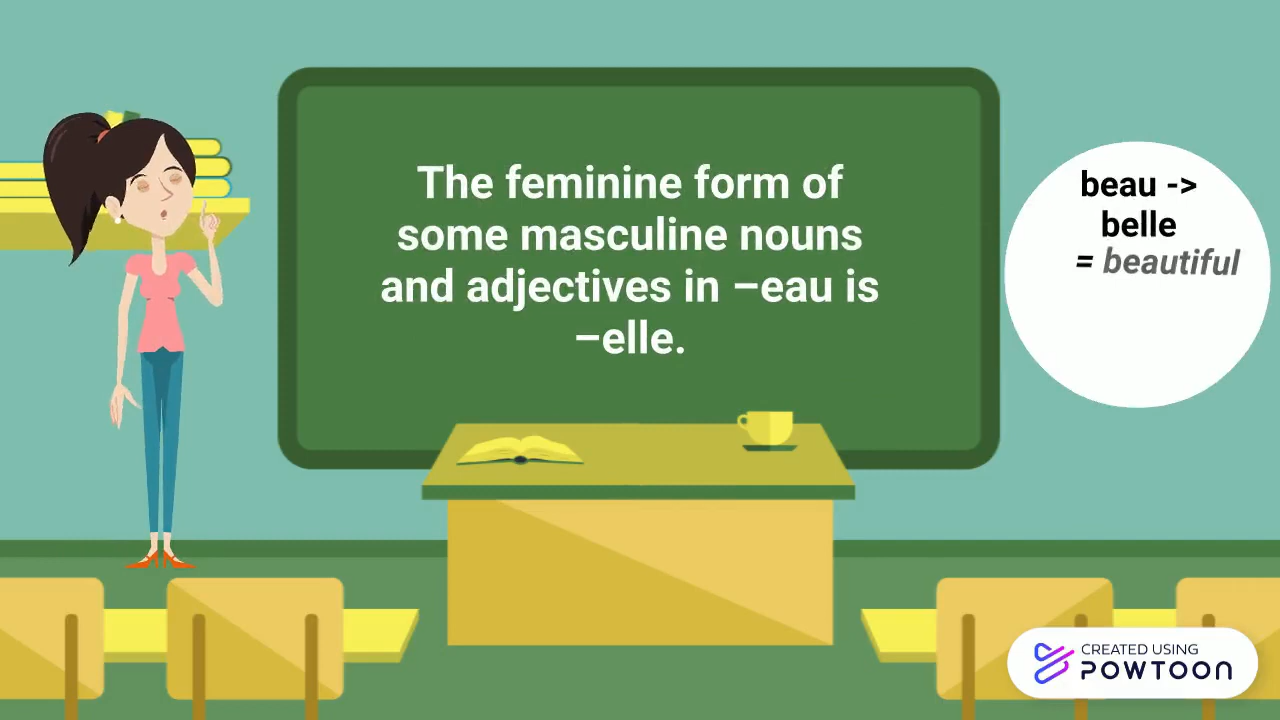 The feminine form of
some masculine nouns
and adjectives in –eau is
–elle.
beau ->
belle
= beautiful
CREATED USING
POWTOON